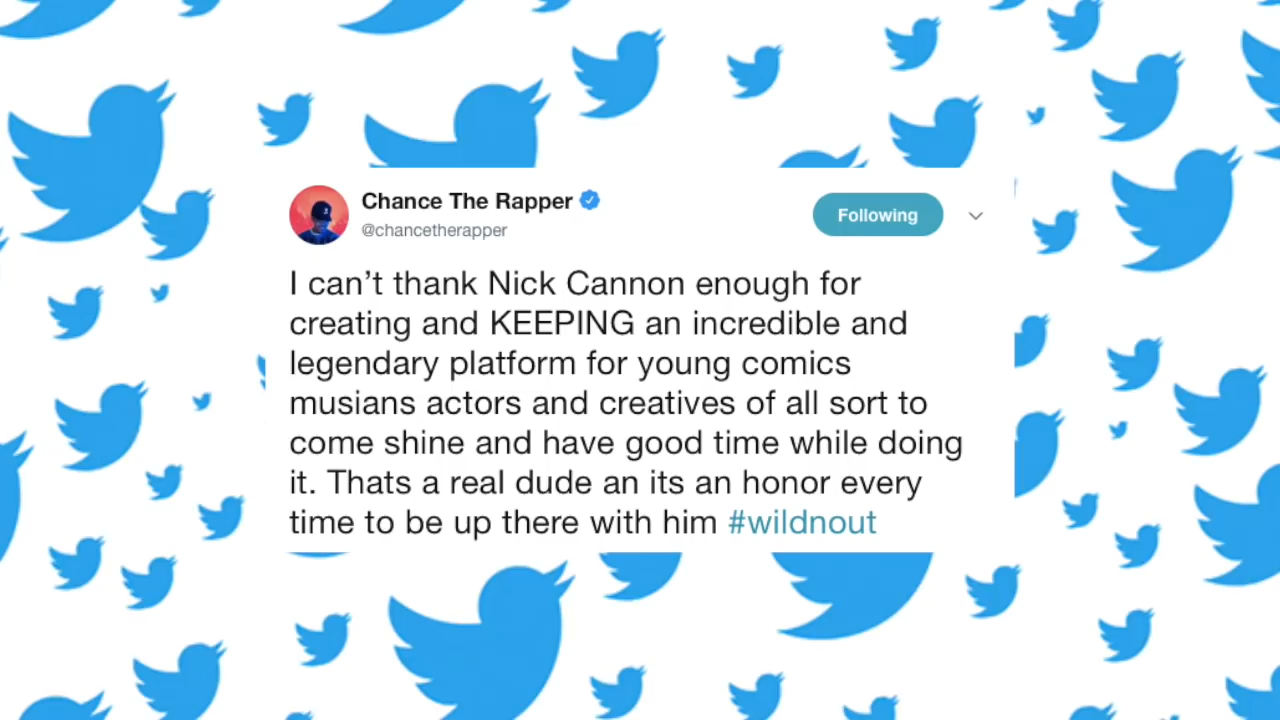 Chance The Rapper
@chancetherapper
Following
I can’t thank Nick Cannon enough for
creating and KEEPING an incredible and
legendary platform for young comics
musians actors and creatives of all sort to
come shine and have good time while doing
it. Thats a real dude an its an honor every
time to be up there with him #wildnout